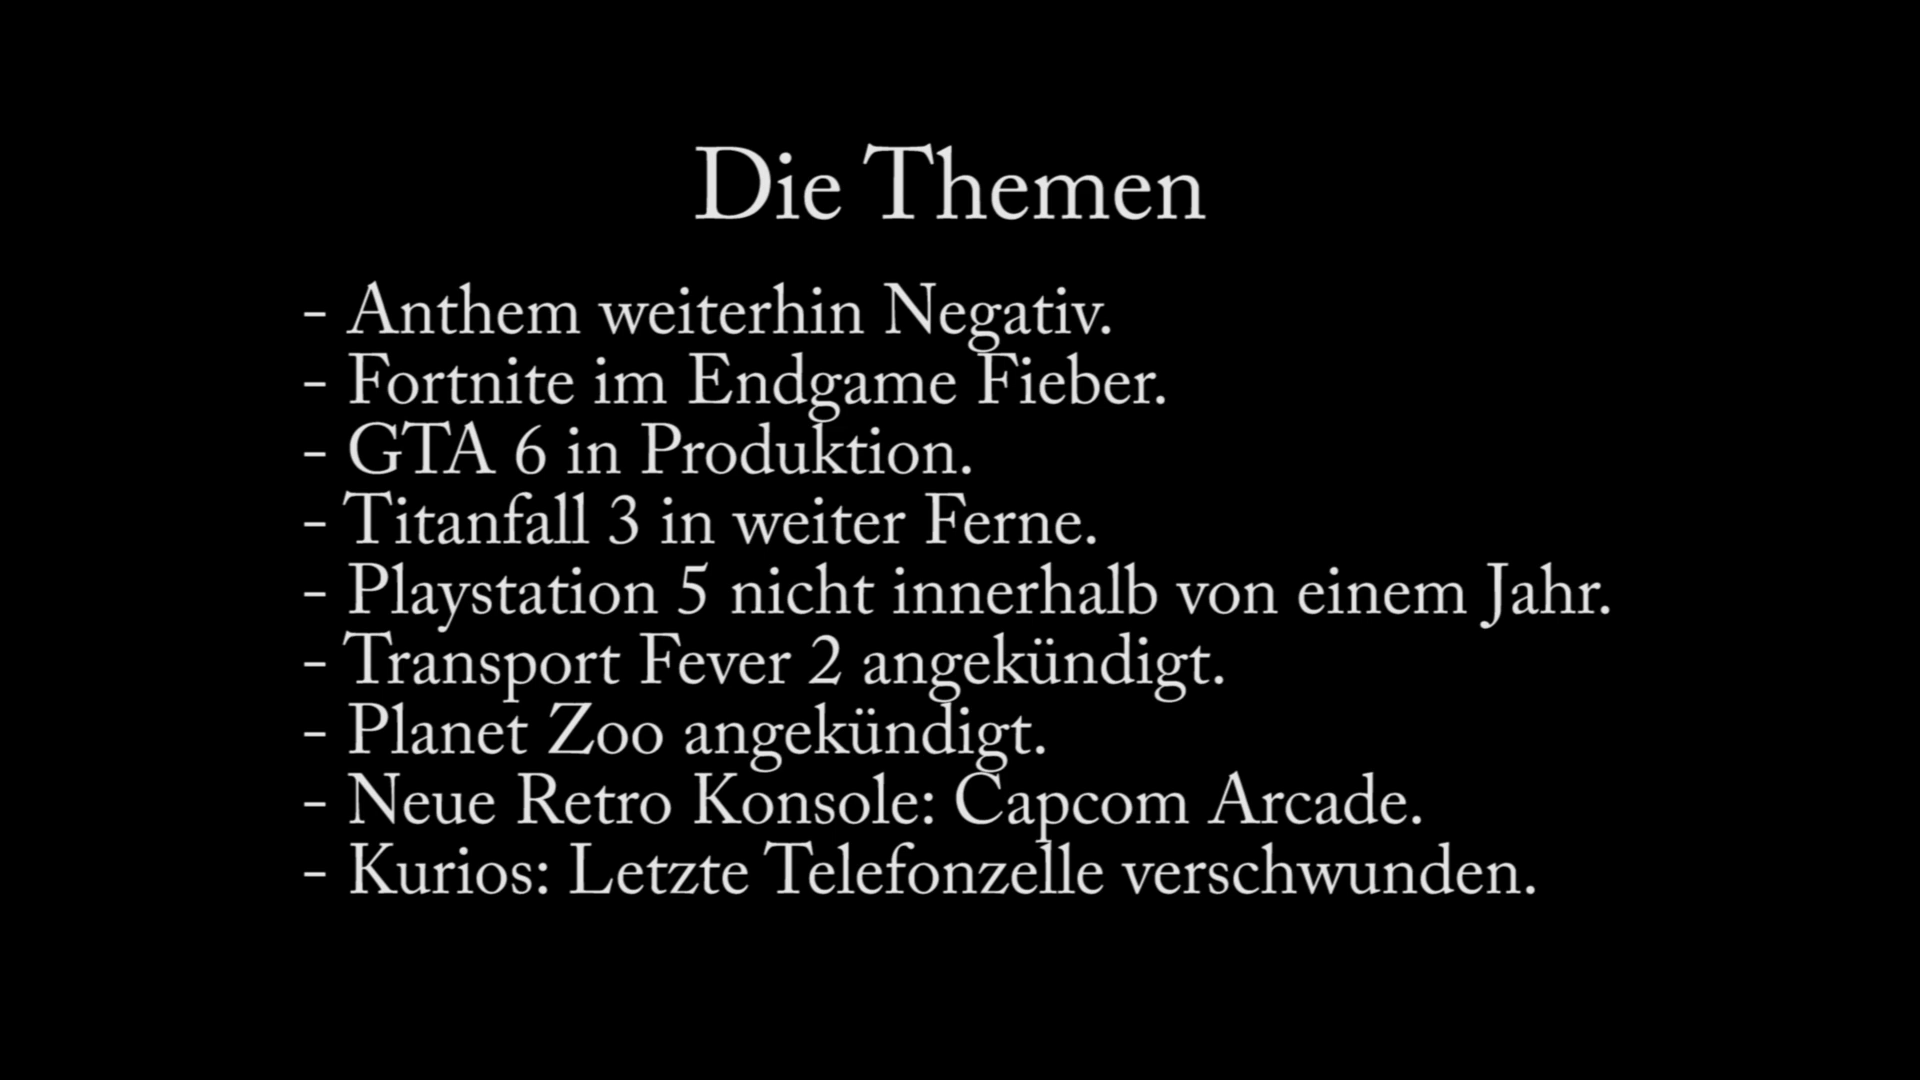 Die Themen
- Anthem weiterhin Negativ.
- Fortnite im Endgame Fieber.
- GTA 6 in Produktion.
- Titanfall 3 in weiter Ferne.
- Playstation 5 nicht innerhalb von einem Jahr.
- Transport Fever 2 angekündigt.
- Planet Zoo angekündigt.
- Neue Retro Konsole: Capcom Arcade.
- Kurios: Letzte Telefonzelle verschwunden.